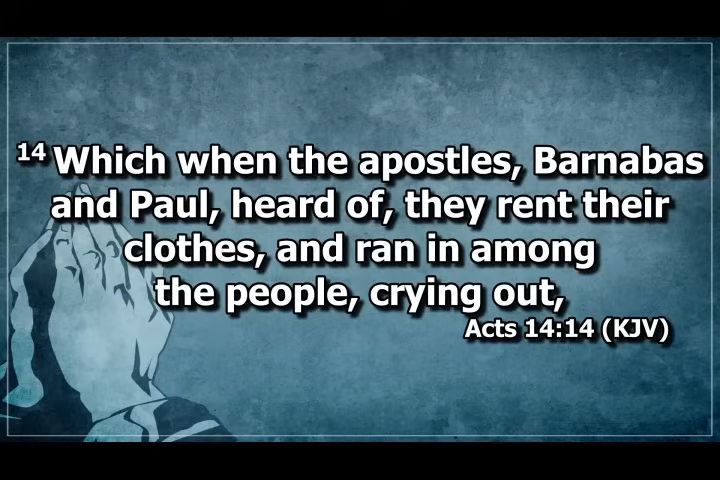 14 Which when the apostles, Barnabas
and Paul, heard of, they rent their
clothes, and ran in among
the people, crying out,
Acts 14:14 (KJV)